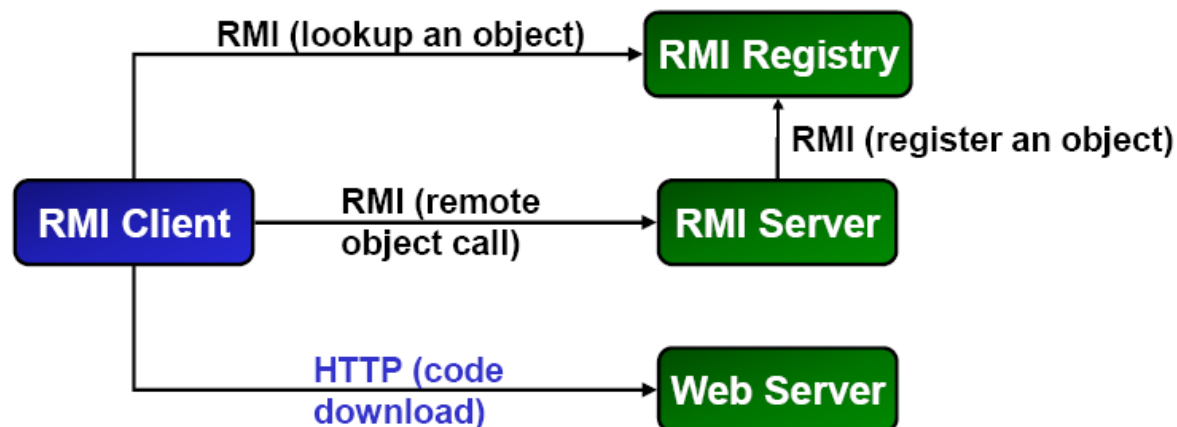 RMI (lookup an object)
RMI Registry
RMI (register an object)
RMI Client
RMI (remote
object call)
RMI Server
HTTP (code
download)
Web Server